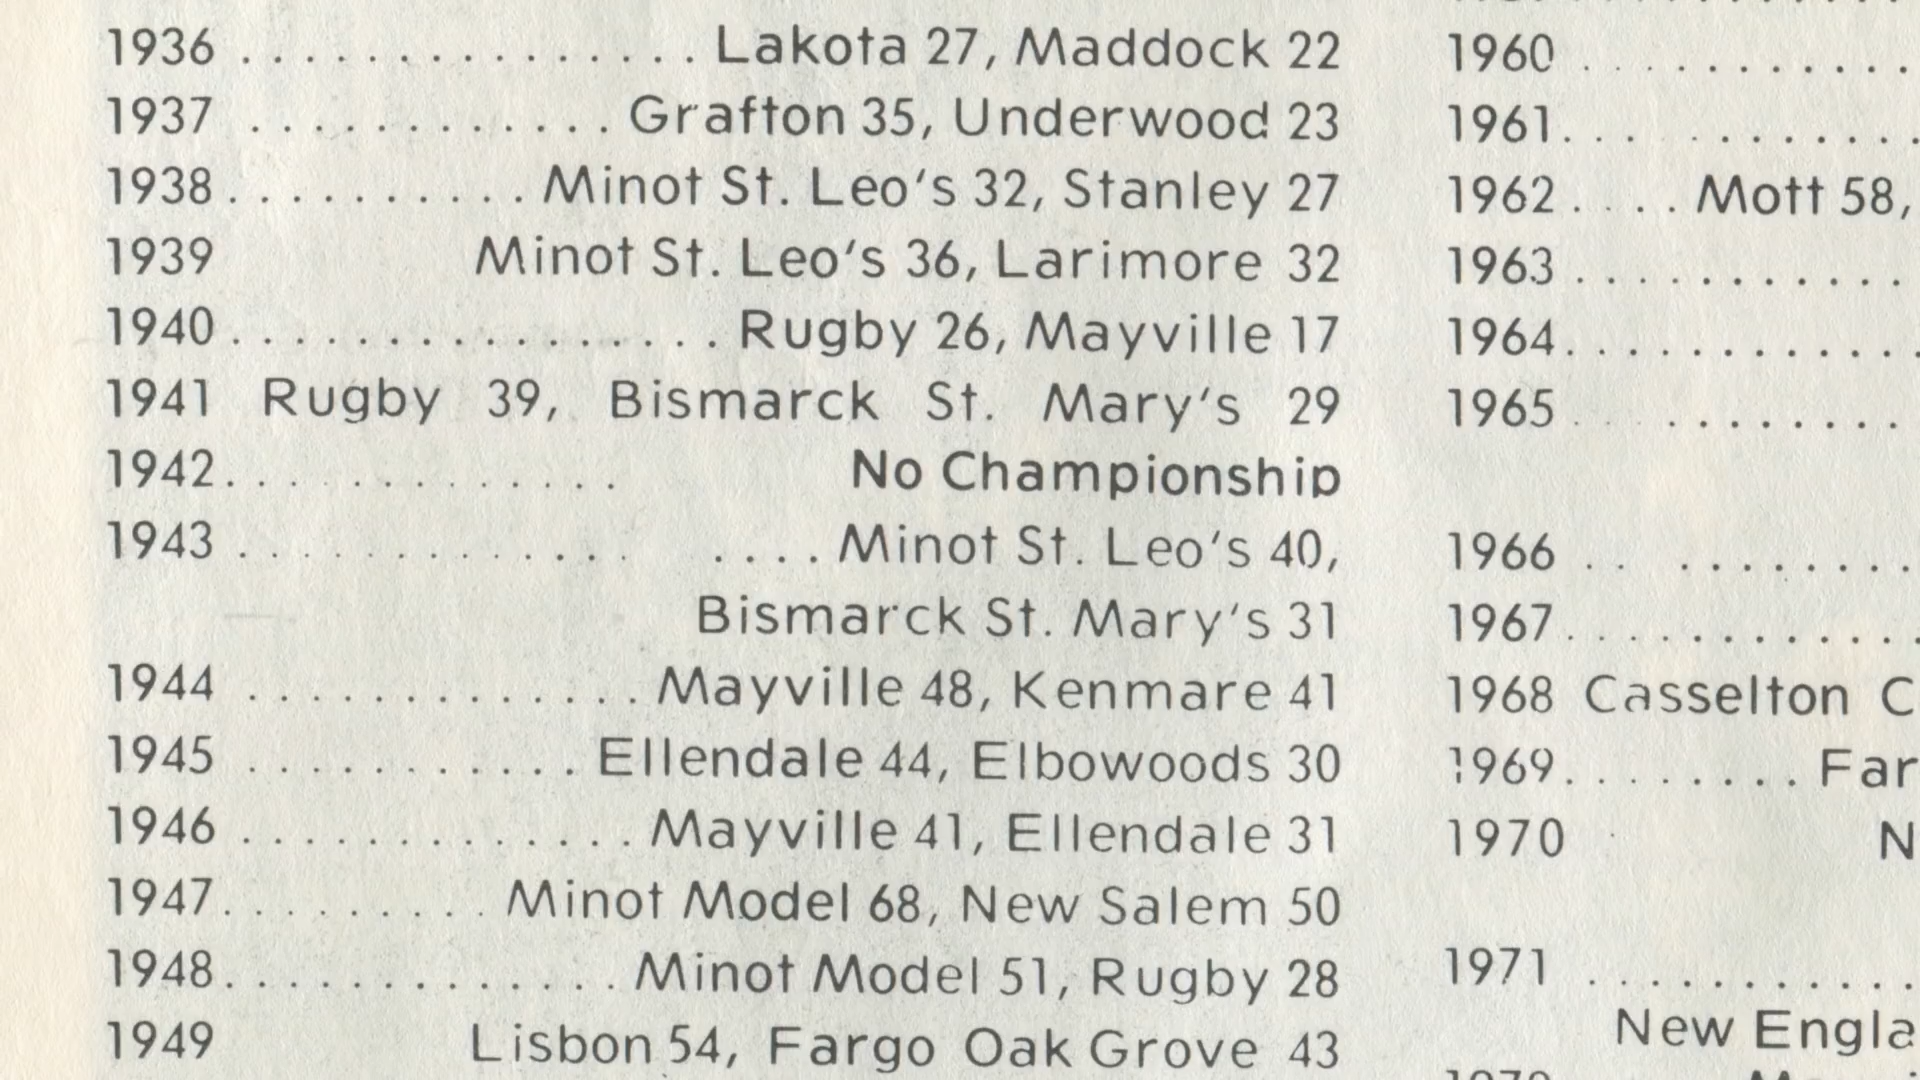 1936 . . . . . . . . . . . . . . . . Lakota 27, Maddock 22
1937 . . . . . . . . . . . . Grafton 35, Underwood 23
1938 . . . . . . . . . . . Minot St. Leo's 32, Stanley 27
1939 Minot St. Leo's 36, Larimore 32
1940 . . . . . . . . . . . . . . . . . Rugby 26, Mayville 17
1941 Rugby 39, Bismarck St. Mary's 29
1942 . . . . . . . . . . . . . No Championship
1943 . . . . . . . . . . . . . . . . . Minot St. Leo's 40,
Bismarck St. Mary's 31
1944 . . . . . . . . . . . . . . Mayville 48, Kenmare 41
1945 . . . . . . . . . . . . Ellendale 44, Elbowoods 30
1946 . . . . . . . . . . . . . . Mayville 41, Ellendale 31
1947 . . . . . . . . . . Minot Model 68, New Salem 50
1948 . . . . . . . . . . . . . . Minot Model 51, Rugby 28
1949 Lisbon 54, Fargo Oak Grove 43
1960 . . . . . . . . . . .
1961 . . . . . . . . . . .
1962 . . . . Mott 58,
1963 . . . . . . . . . . .
1964 . . . . . . . . . . . .
1965 . . . . . . . . .
1966 . . . . . . . . . .
1967 . . . . . . . . . . . .
1968 Casselton C
1969 . . . . . . . . Far
1970 N
1971 . . . . . . . . . . .
New Engla